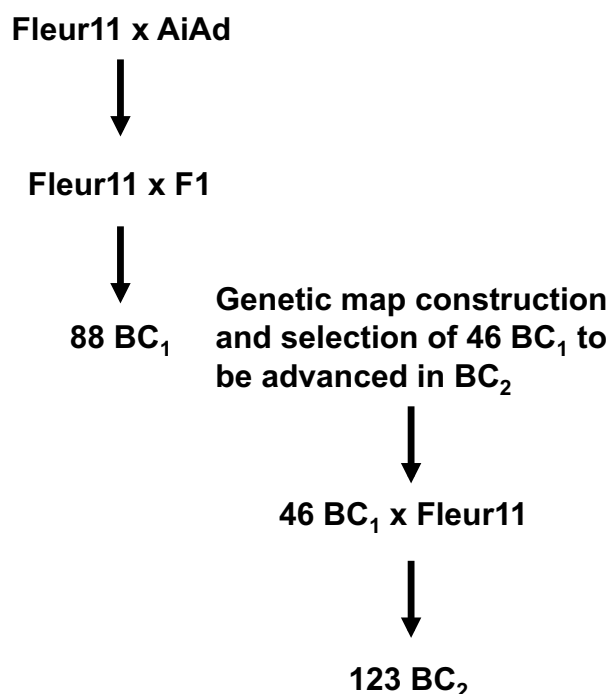 Fleur11 x AiAd
Fleur11 x F1
88 BC₁
Genetic map construction
and selection of 46 BC₁ to
be advanced in BC₂
46 BC₁ x Fleur11
123 BC₂